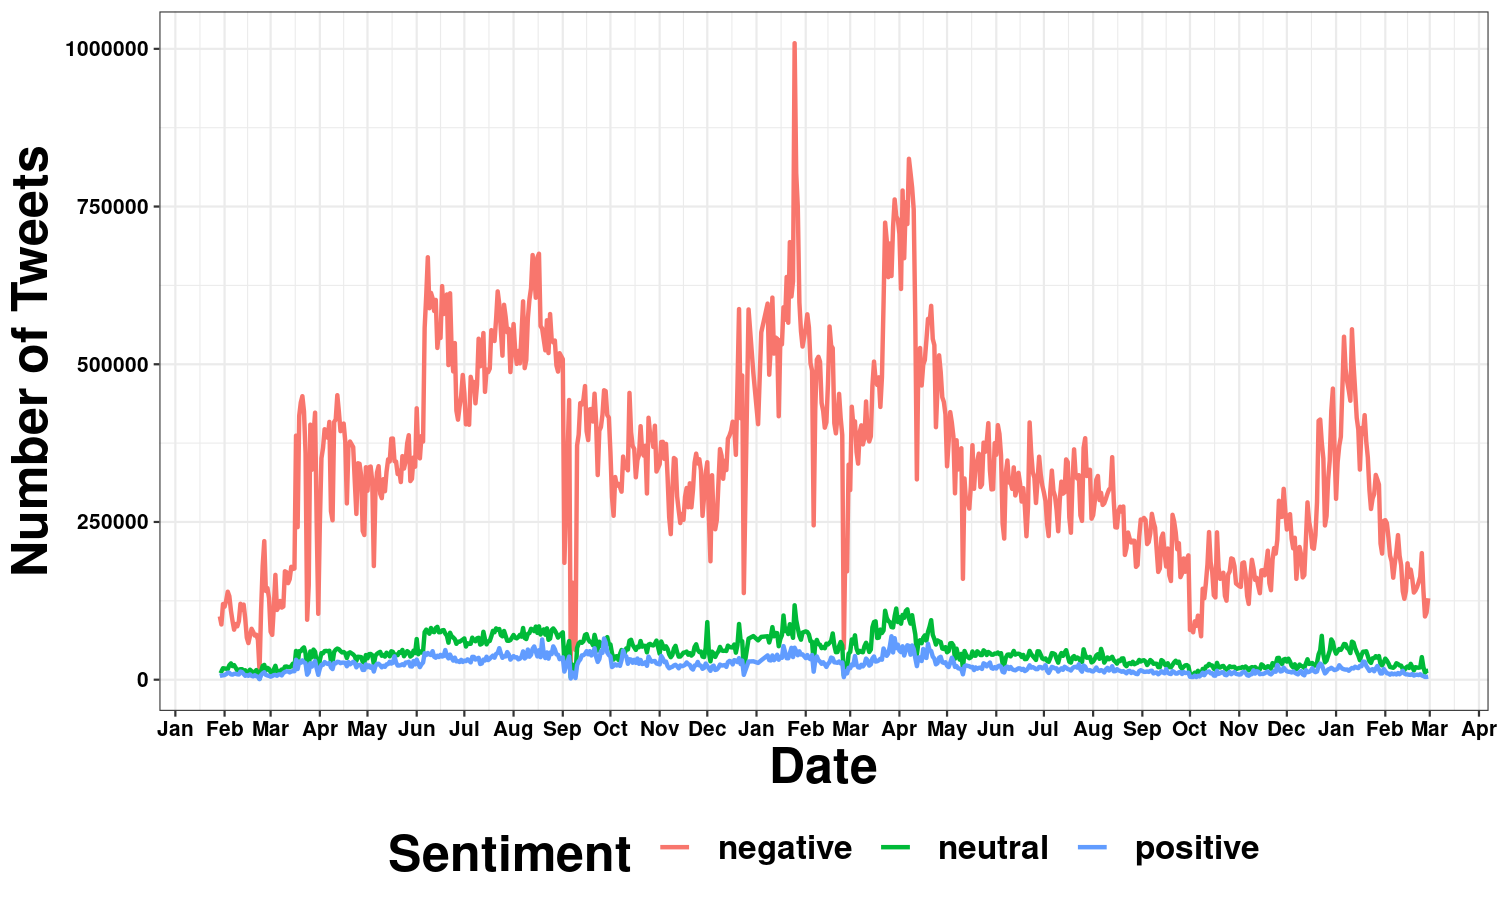 Number of Tweets
1000000
750000
500000
250000
0
Jan Feb Mar Apr May Jun Jul Aug Sep Oct Nov Dec Jan Feb Mar Apr May Jun Jul Aug Sep Oct Nov Dec Jan Feb Mar Apr
Date
Sentiment negative neutral positive